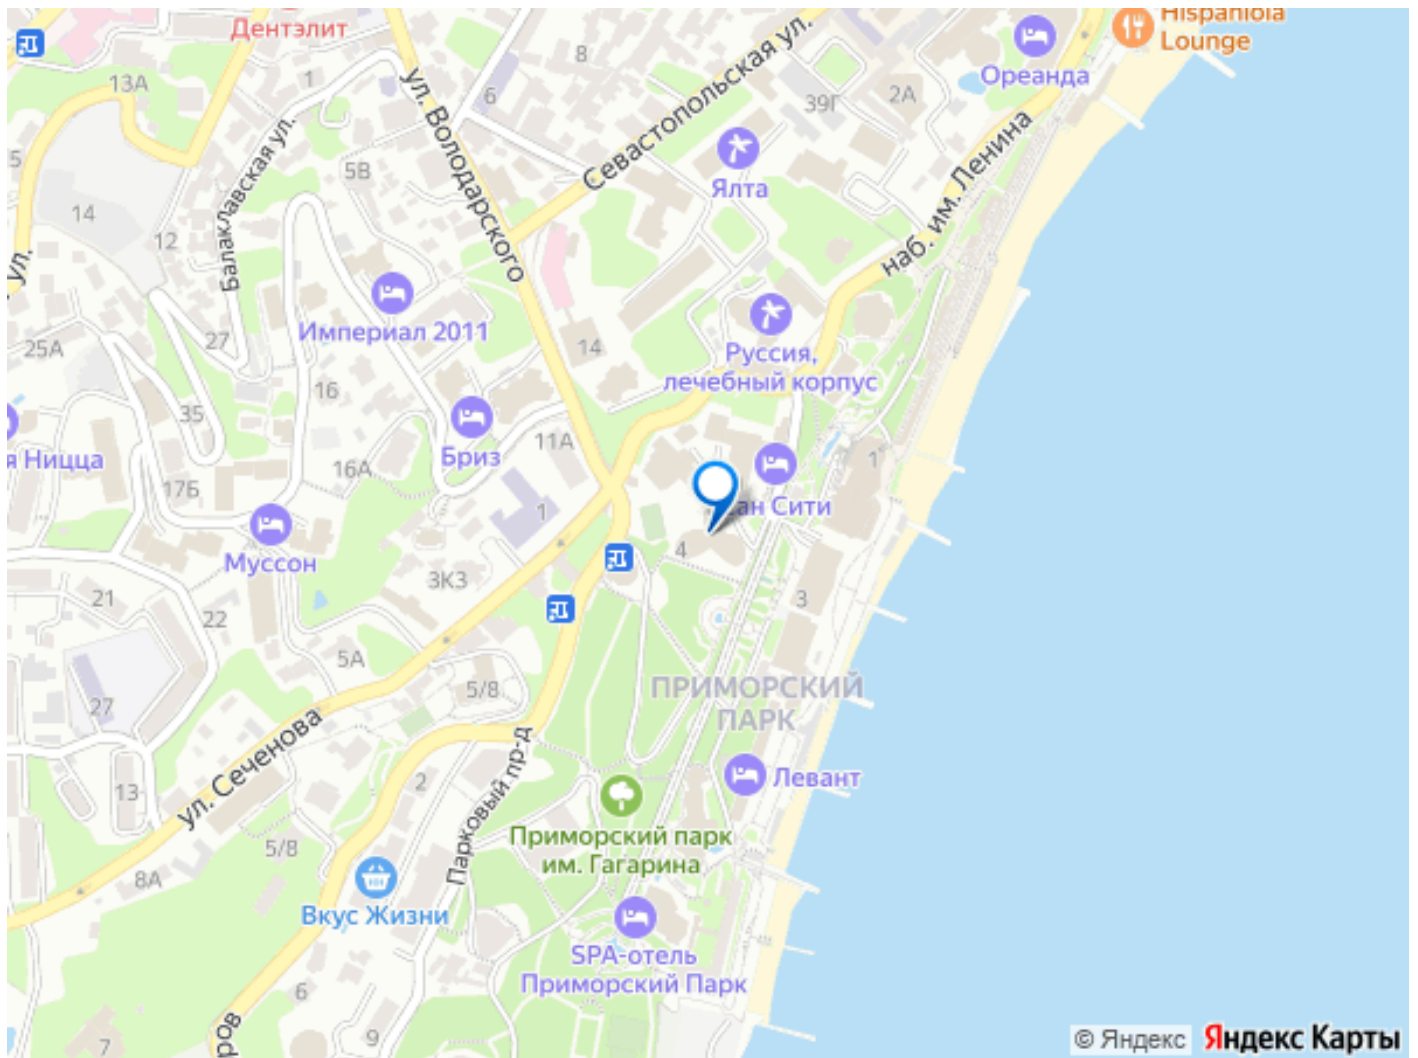 Hispaniola
Lounge
Дентэлит
Ореанда
13А
1
8
6
39Г
2А
ул. Володарского
Севастопольская ул.
Балаклавская ул.
наб. им. Ленина
5В
Ялта
14
12
ул.
Империал 2011
27
25А
14
Руссия,
лечебный корпус
16
35
Бриз
11А
я Ницца
16А
17Б
1
Сан Сити
1
Муссон
4
3К3
21
22
3
5А
5/8
ПРИМОРСКИЙ
ПАРК
27
ул. Сеченова
Парковый пр-д
13
2
Левант
5/8
Приморский парк
им. Гагарина
8А
Вкус Жизни
SPA-отель
Приморский Парк
6
9
7
ров
© Яндекс Яндекс Карты